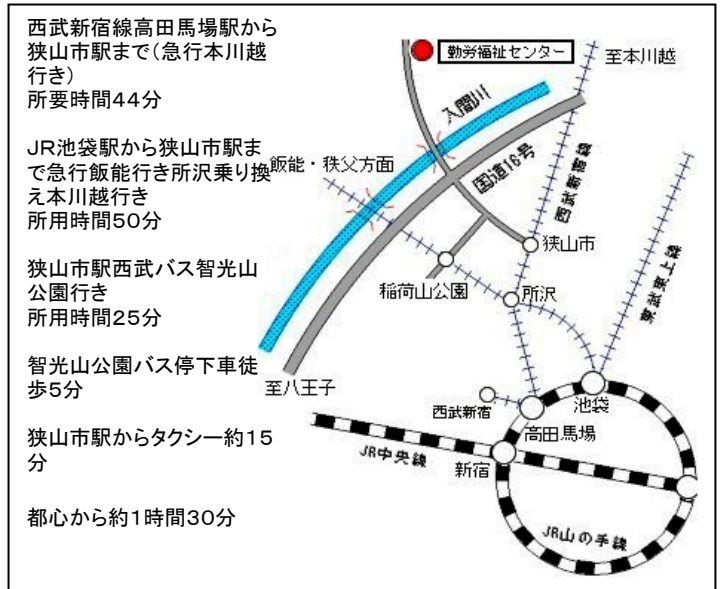 西武新宿線高田馬場駅から
狭山市駅まで(急行本川越
行き)
所要時間44分
JR池袋駅から狭山市駅ま
で急行飯能行き所沢乗り換
え本川越行き
所用時間50分
狭山市駅西武バス智光山
公園行き
所用時間25分
智光山公園バス停下車徒
歩5分
狭山市駅からタクシー約15
分
都心から約1時間30分
勤労福祉センター
至本川越
入間川
飯能・秩父方面
国道16号
西武新宿線
狭山市
稲荷山公園
所沢
東武東上線
至八王子
西武新宿
池袋
高田馬場
JR中央線
新宿
JR山の手線